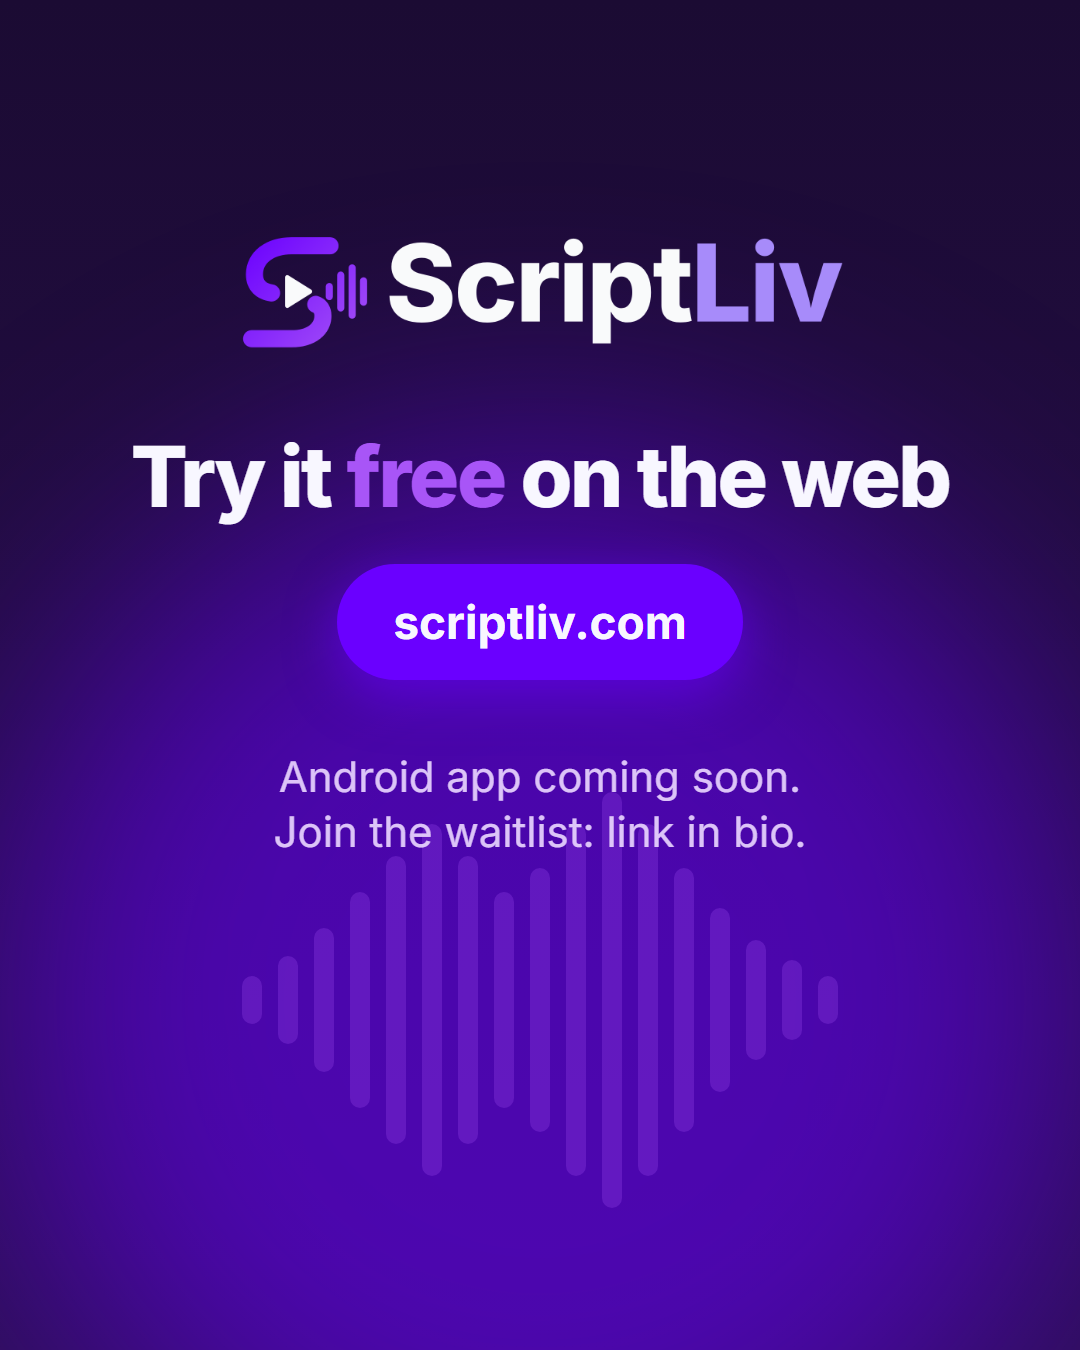 ScriptLiv
Try it free on the web
scriptliv.com
Android app coming soon.
Join the waitlist: link in bio.